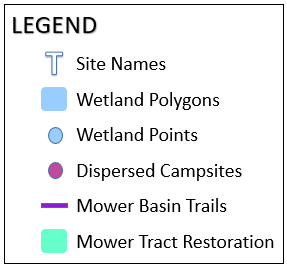 LEGEND
T Site Names
Wetland Polygons
Wetland Points
Dispersed Campsites
Mower Basin Trails
Mower Tract Restoration